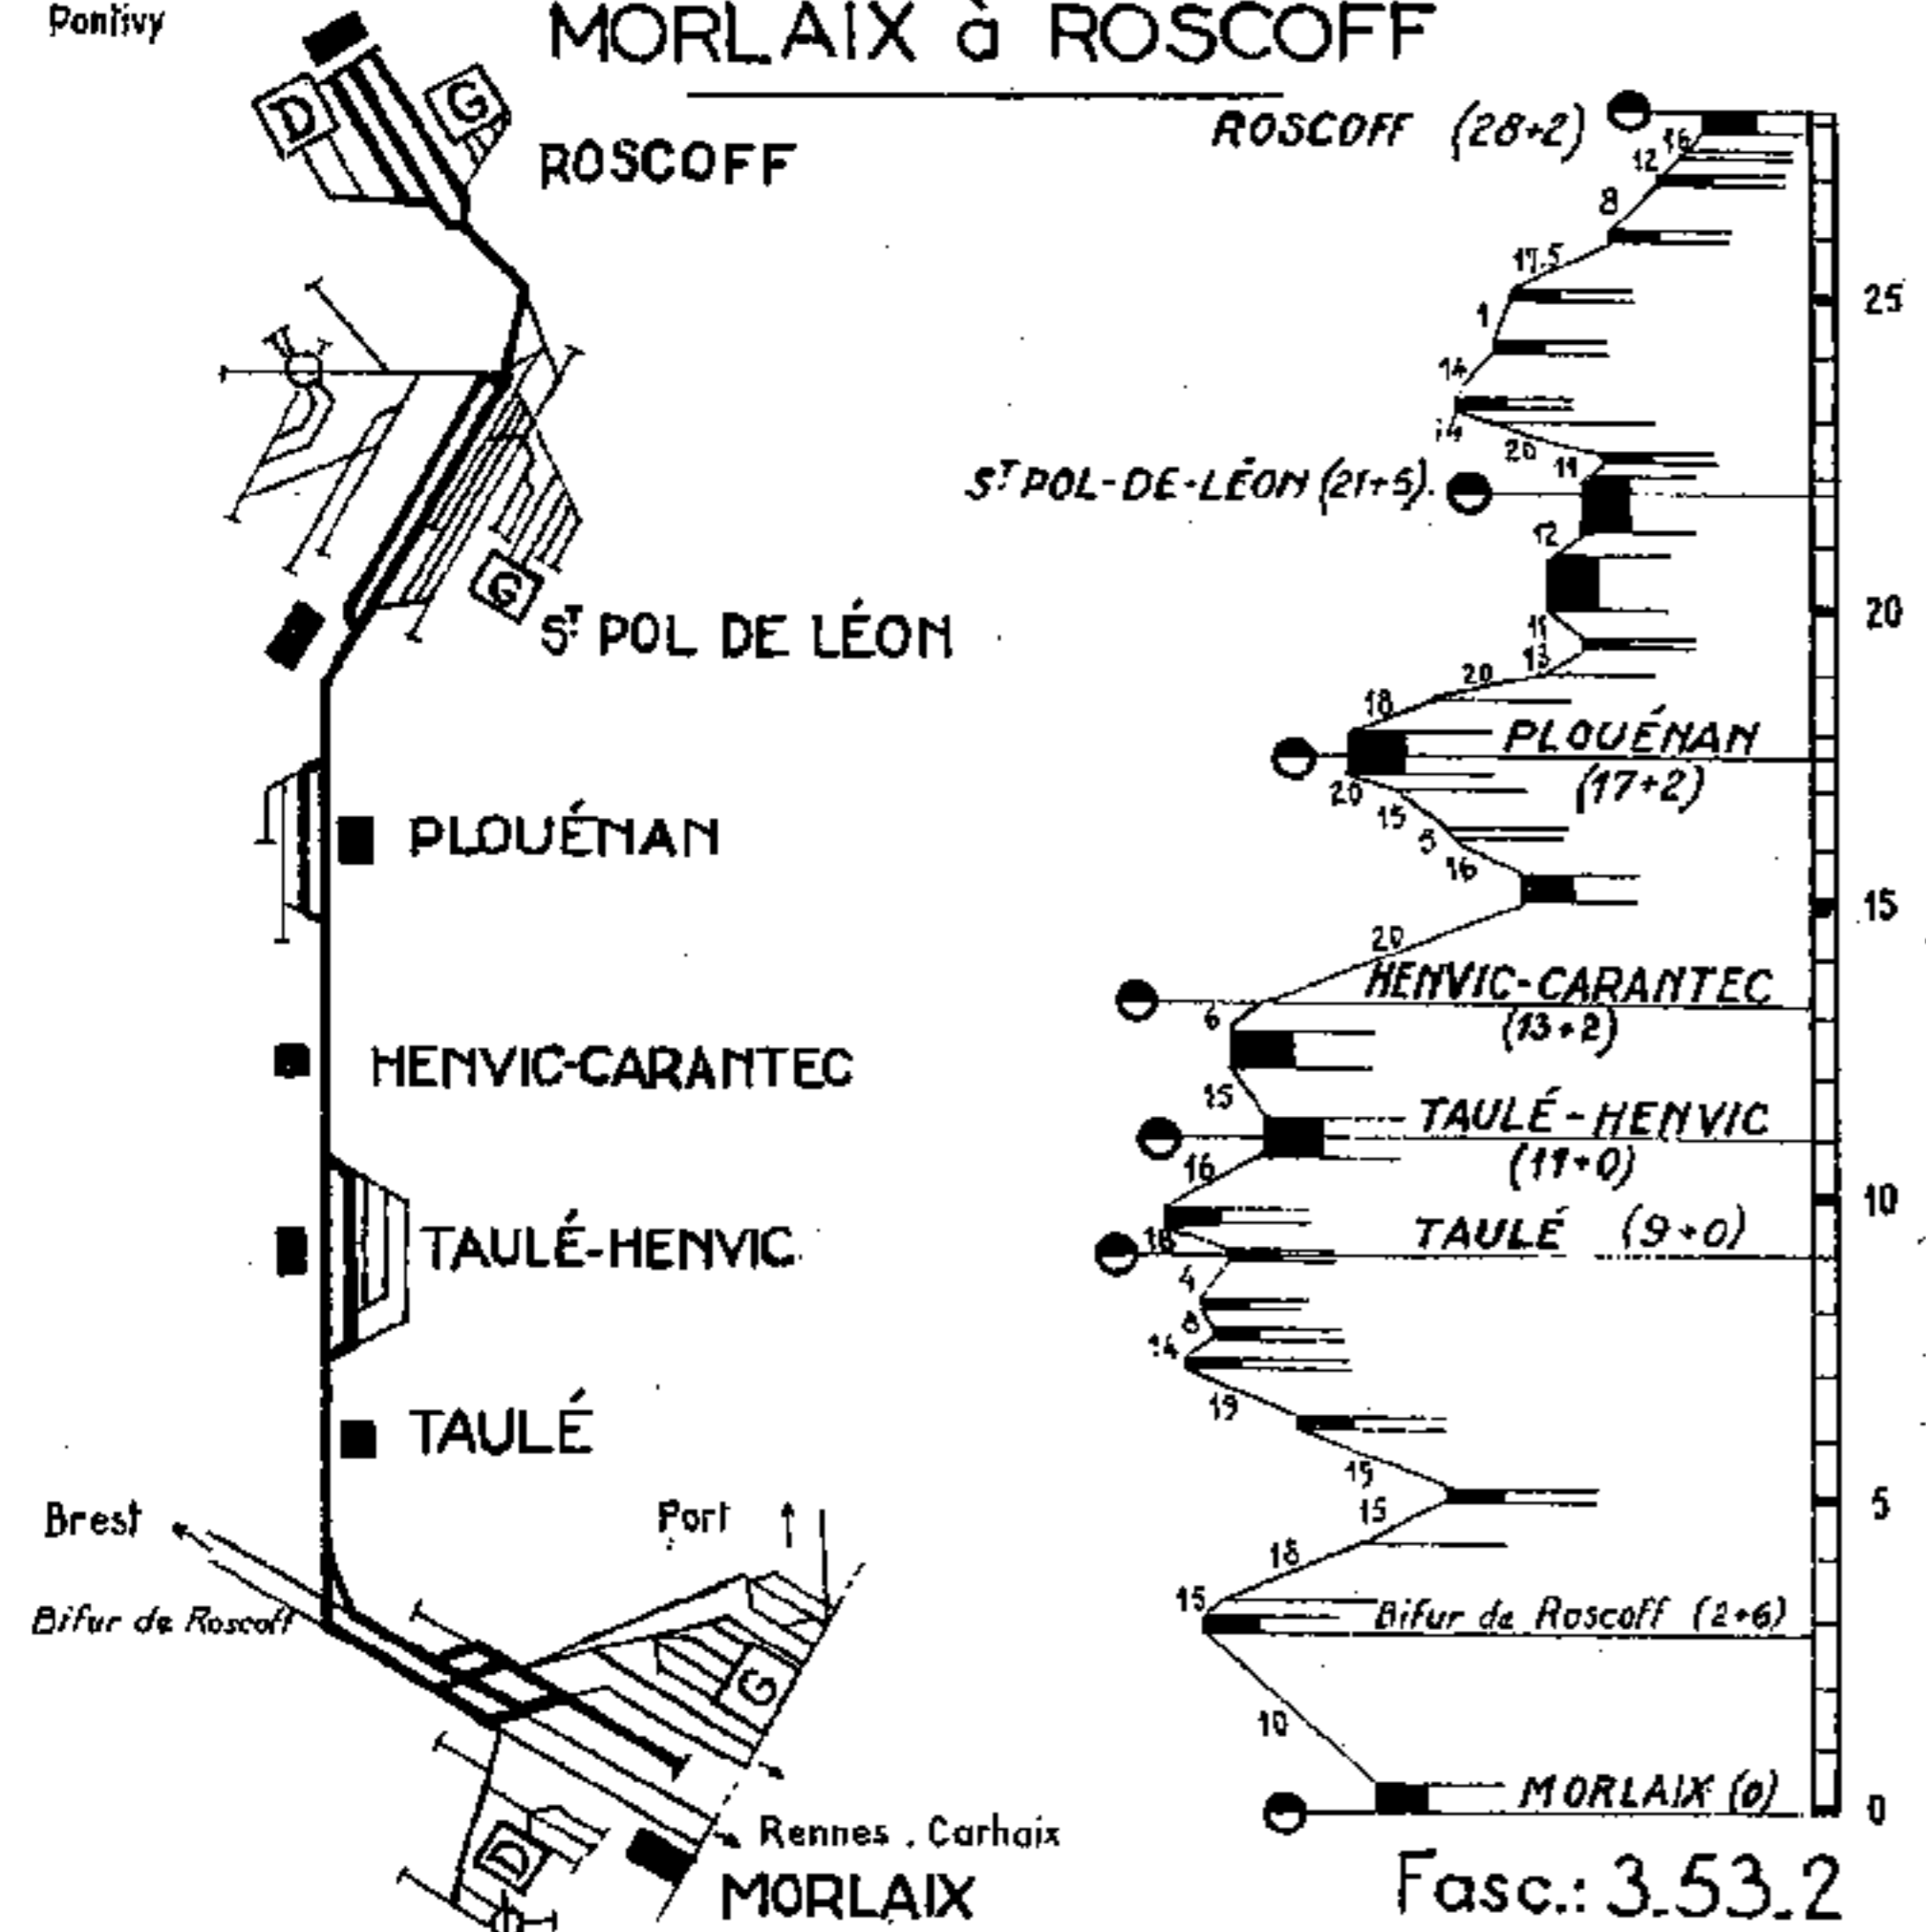 Pontivy
MORLAIX à ROSCOFF
D
G
ROSCOFF
G
ST POL DE LÉON
PLOUÉNAN
HENVIC-CARANTEC
TAULÉ-HENVIC
TAULÉ
Brest
Port
Bifur de Roscoff
G
D
Rennes . Carhaix
MORLAIX
ROSCOFF (28+2)
16
12
8
17.5
25
1
14
14
20
11
ST POL-DE-LÉON (21+5)
12
20
11
13
20
18
PLOUÉNAN
(17+2)
20
15
5
16
15
20
HENVIC-CARANTEC
(13+2)
6
15
TAULÉ-HENVIC
(11+0)
16
10
TAULÉ (9+0)
4
8
14
19
15
5
15
18
15
Bifur de Roscoff (2+6)
10
MORLAIX (0)
0
Fasc.: 3.53.2